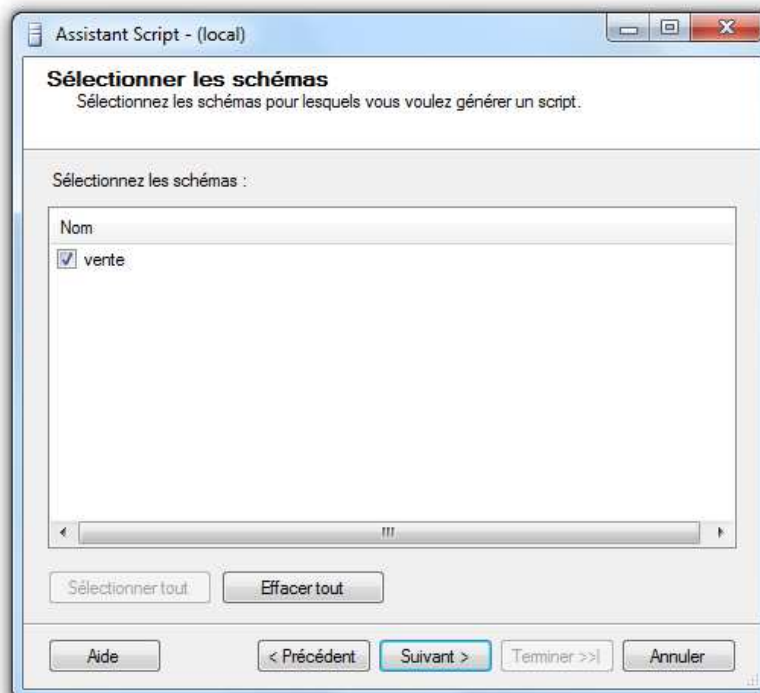 Assistant Script - (local)
Sélectionner les schémas
Sélectionnez les schémas pour lesquels vous voulez générer un script.
Sélectionnez les schémas :
Nom
vente
Sélectionner tout Effacer tout
Aide < Précédent Suivant > Terminer >>| Annuler